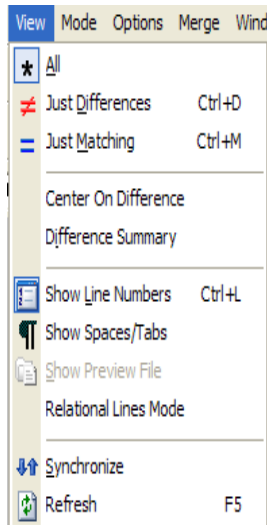 View Mode Options Merge Wind
* All
≠ Just Differences Ctrl+D
= Just Matching Ctrl+M
Center On Difference
Difference Summary
Show Line Numbers Ctrl+L
¶ Show Spaces/Tabs
Show Preview File
Relational Lines Mode
Synchronize
Refresh F5